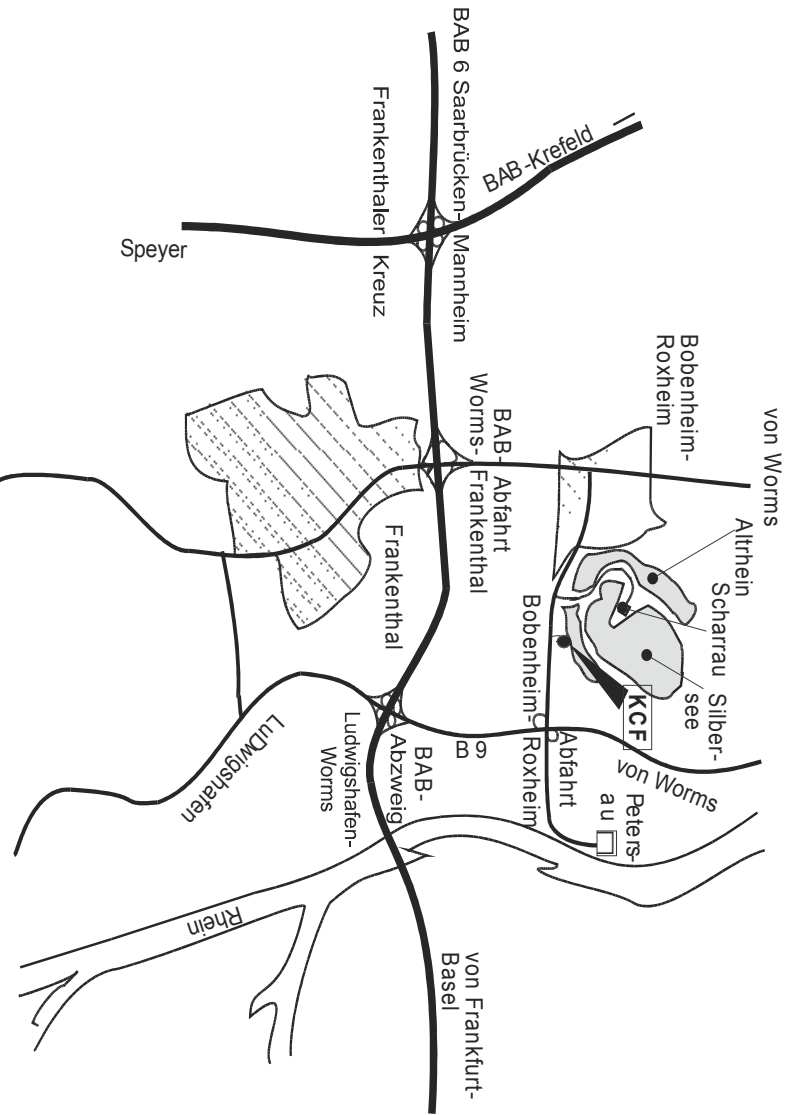 BAB 6 Saarbrücken-Mannheim
Frankenthaler Kreuz
BAB-Krefeld
Speyer
Bobenheim-
Roxheim
von Worms
BAB-Abfahrt
Worms-Frankenthal
Altrhein
Scharrau
Silber-
see
KCF
Frankenthal
Abfahrt
Bobenheim-Roxheim
von Worms
B9
Peters-
au
BAB-
Abzweig
Ludwigshafen-
Worms
LuDwigshafen
Rhein
von Frankfurt-
Basel